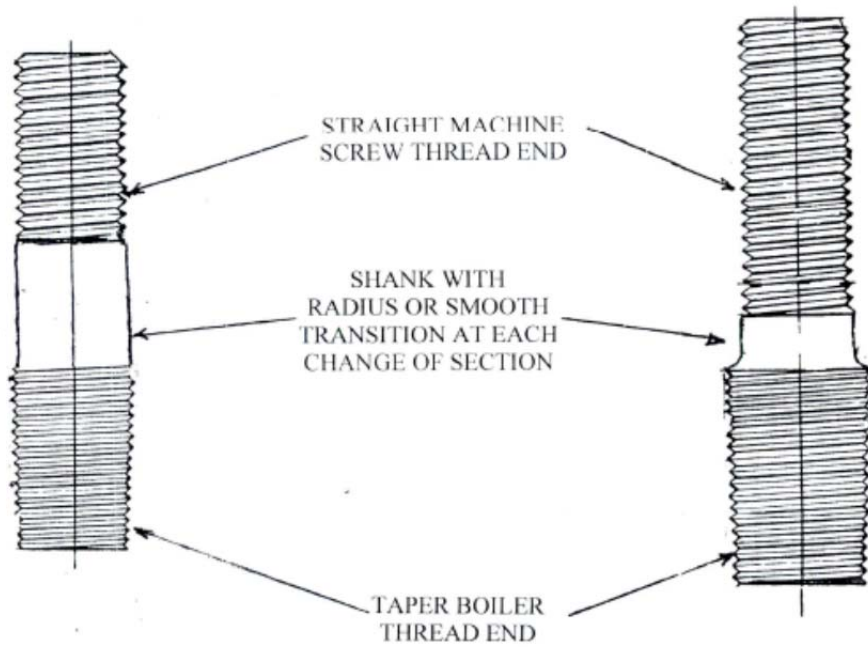 STRAIGHT MACHINE
SCREW THREAD END
SHANK WITH
RADIUS OR SMOOTH
TRANSITION AT EACH
CHANGE OF SECTION
TAPER BOILER
THREAD END